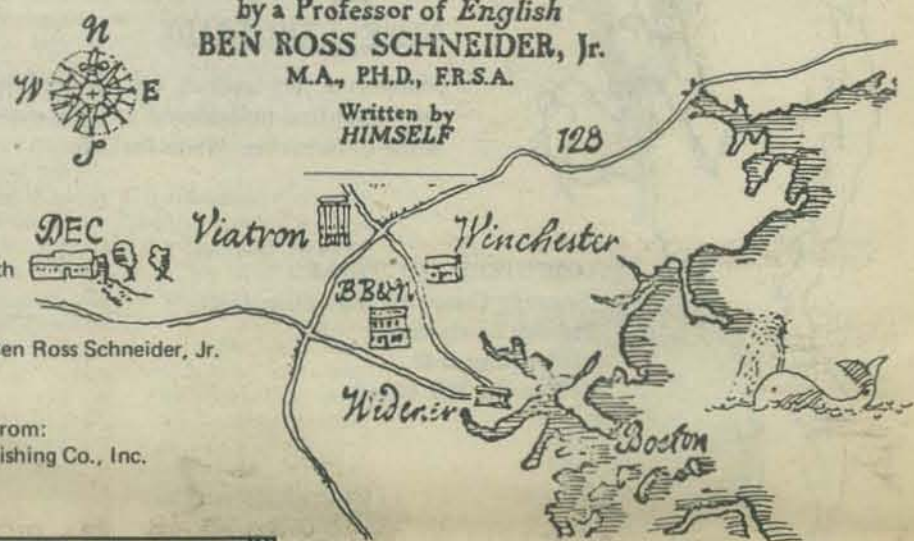 by a Professor of English
BEN ROSS SCHNEIDER, Jr.
M.A., PH.D., F.R.S.A.
Written by
HIMSELF
N
W E
S
128
DEC
Viatron
Winchester
th
BB&N
en Ross Schneider, Jr.
Widener
Boston
rom:
ishing Co., Inc.